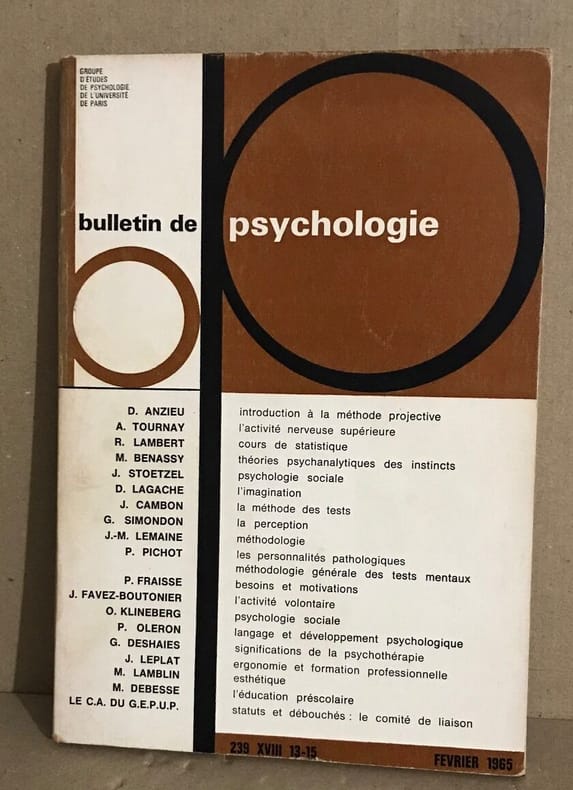 GROUPE
D'ÉTUDES
DE PSYCHOLOGIE
DE L'UNIVERSITÉ
DE PARIS
bulletin de psychologie
D. ANZIEU introduction à la méthode projective
A. TOURNAY l'activité nerveuse supérieure
R. LAMBERT cours de statistique
M. BENASSY théories psychanalytiques des instincts
J. STOETZEL psychologie sociale
D. LAGACHE l'imagination
J. CAMBON la méthode des tests
G. SIMONDON la perception
J.-M. LEMAINE méthodologie
P. PICHOT les personnalités pathologiques
méthodologie générale des tests mentaux
P. FRAISSE besoins et motivations
J. FAVEZ-BOUTONIER l'activité volontaire
O. KLINEBERG psychologie sociale
P. OLERON langage et développement psychologique
G. DESHAIES significations de la psychothérapie
J. LEPLAT ergonomie et formation professionnelle
M. LAMBLIN esthétique
M. DEBESSE l'éducation préscolaire
LE C.A. DU G.E.P.U.P. statuts et débouchés : le comité de liaison
239 XVIII 13-15 FEVRIER 1965